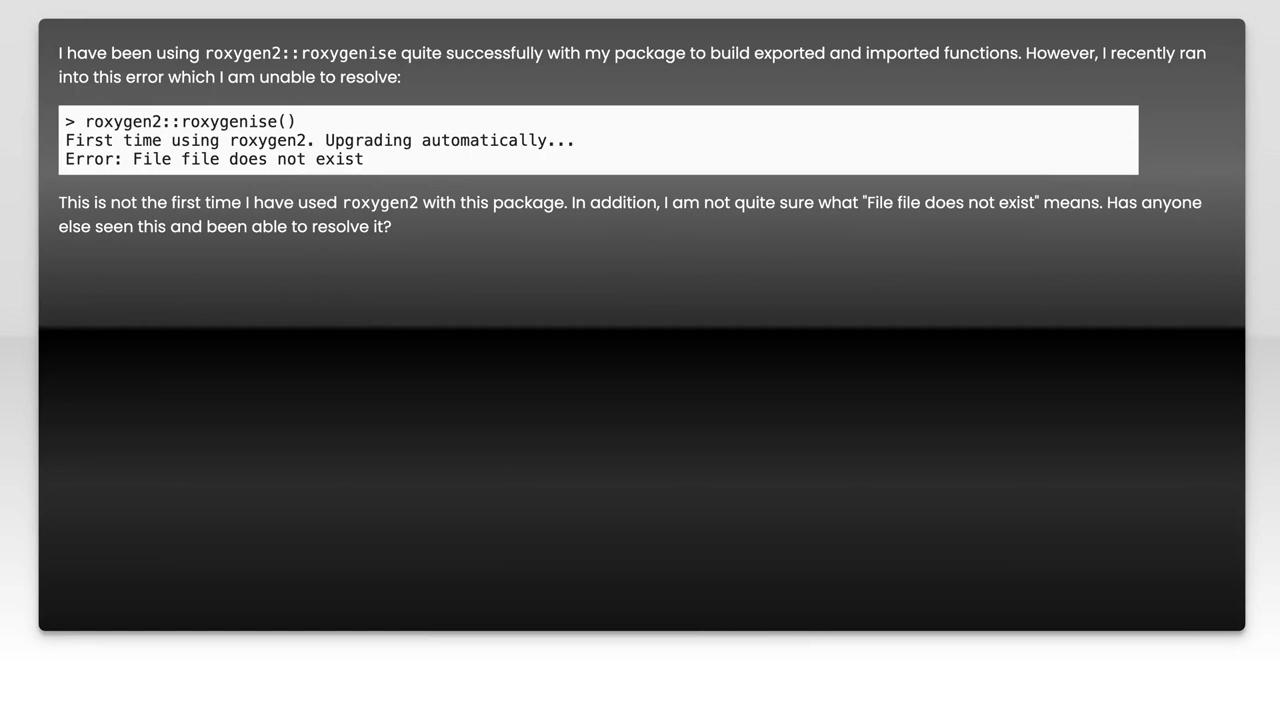 I have been using roxygen2::roxygenise quite successfully with my package to build exported and imported functions. However, I recently ran
into this error which I am unable to resolve:
> roxygen2::roxygenise()
First time using roxygen2. Upgrading automatically...
Error: File file does not exist
This is not the first time I have used roxygen2 with this package. In addition, I am not quite sure what "File file does not exist" means. Has anyone
else seen this and been able to resolve it?